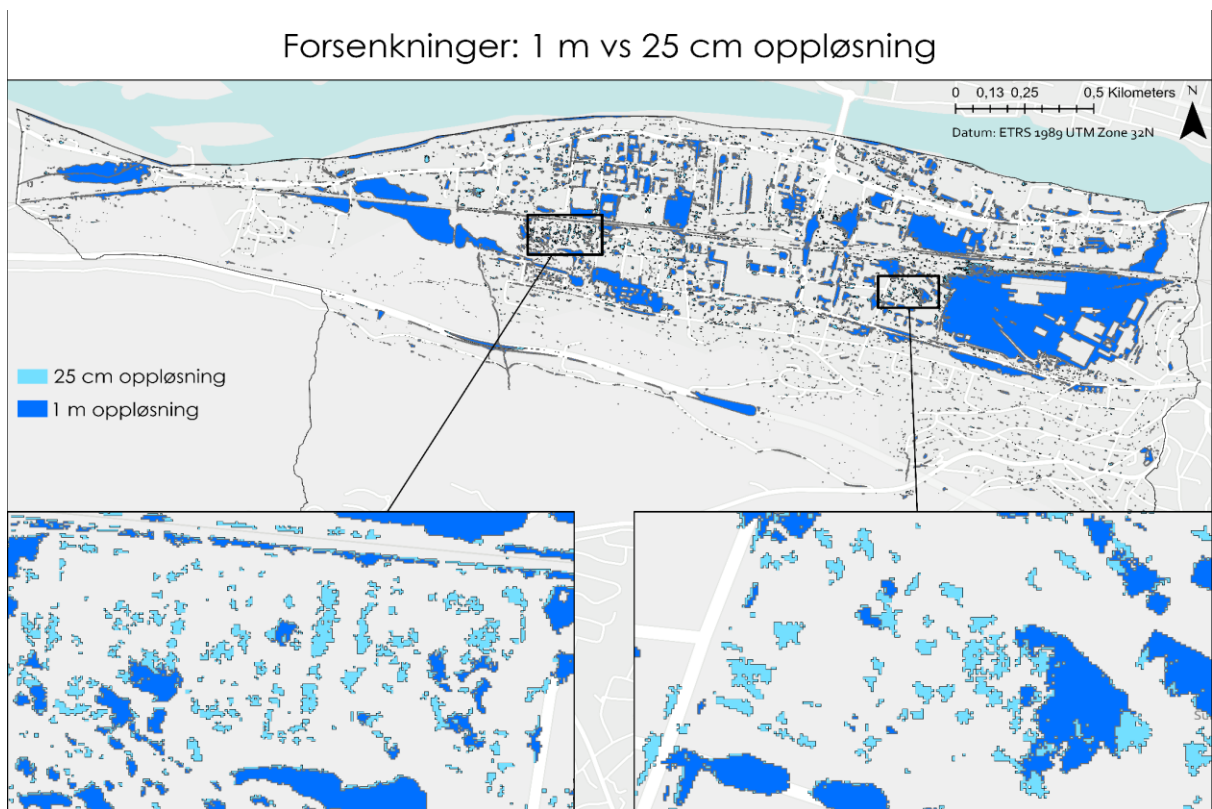 Forsenkninger: 1 m vs 25 cm oppløsning
0 0,13 0,25 0,5 Kilometers
N
Datum: ETRS 1989 UTM Zone 32N
25 cm oppløsning
1 m oppløsning